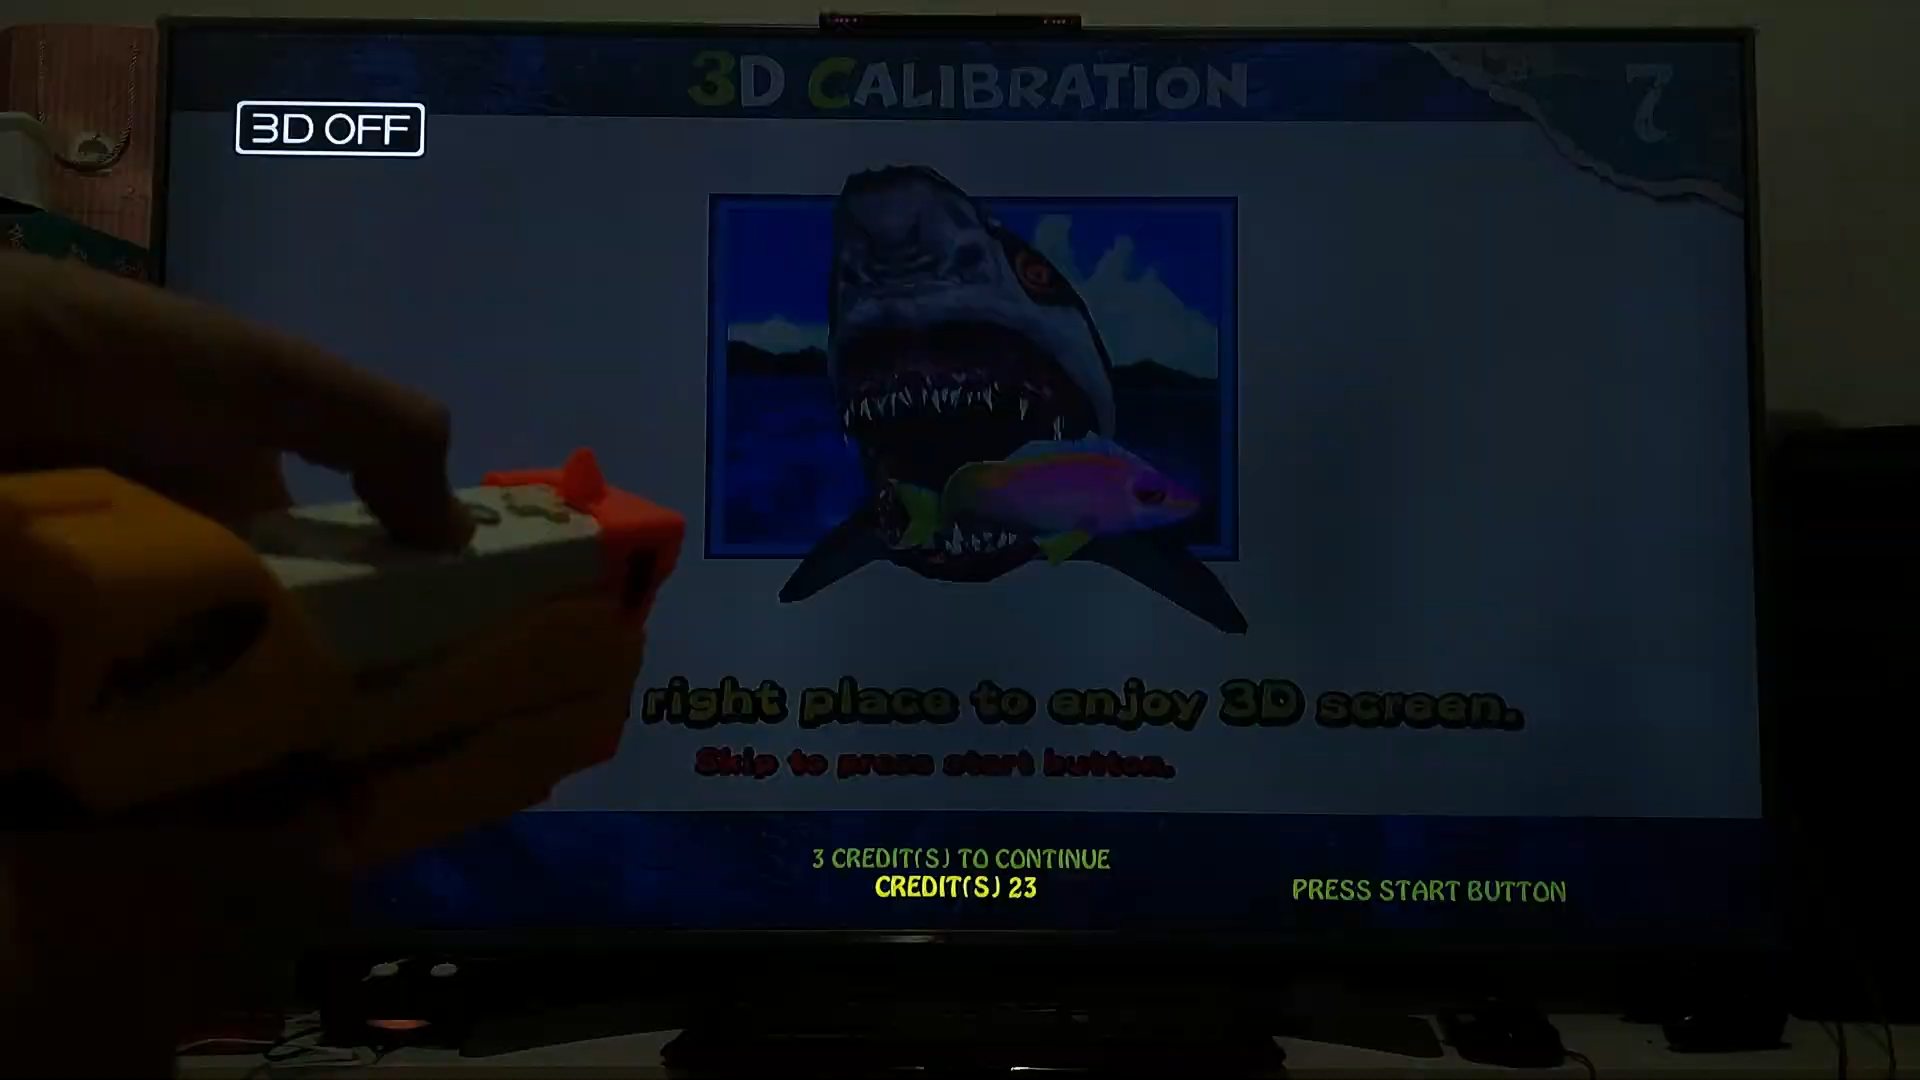 3D CALIBRATION
7
3D OFF
right place to enjoy 3D screen.
Skip to press start button.
3 CREDIT(S) TO CONTINUE
CREDIT(S) 23
PRESS START BUTTON